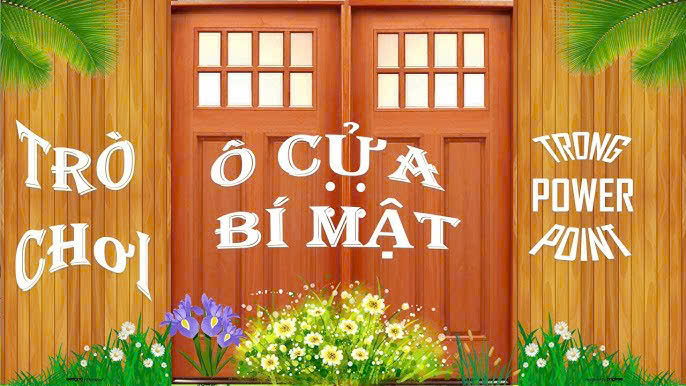 TRÒ
CHƠI
Ô CỬA
BÍ MẬT
TRONG
POWER
POINT